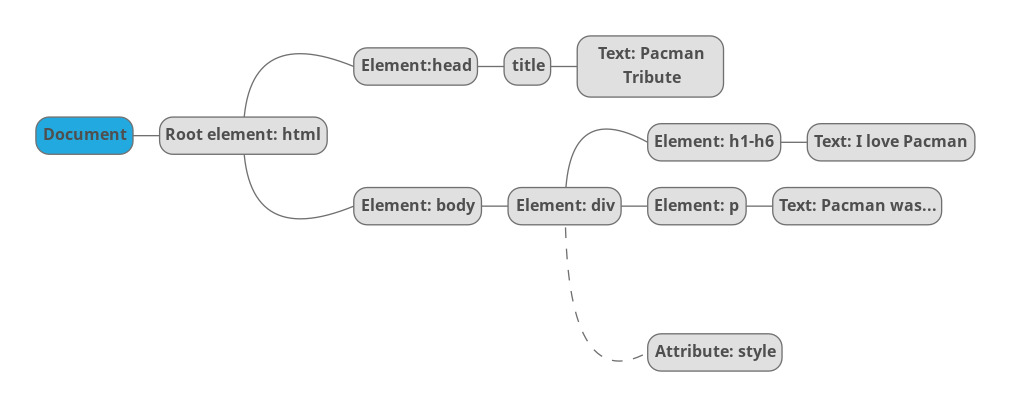 Element:head
title
Text: Pacman
Tribute
Document
Root element: html
Element: h1-h6
Text: I love Pacman
Element: body
Element: div
Element: p
Text: Pacman was...
Attribute: style